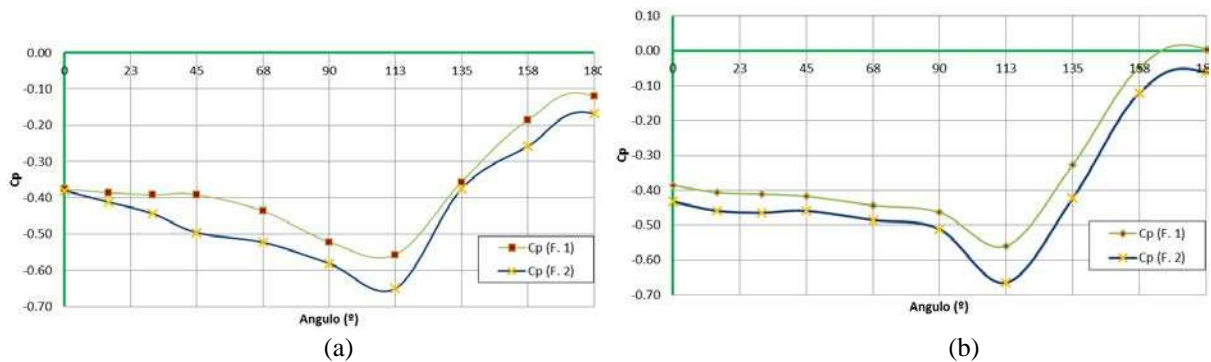 0.00
-0.10
-0.20
-0.30
-0.40
-0.50
-0.60
-0.70
Cp
0 23 45 68 90 113 135 158 180
Cp (F. 1)
Cp (F. 2)
Angulo (º)
(a)
0.10
0.00
-0.10
-0.20
-0.30
-0.40
-0.50
-0.60
-0.70
Cp
0 23 45 68 90 113 135 158
Cp (F. 1)
Cp (F. 2)
Angulo (º)
(b)